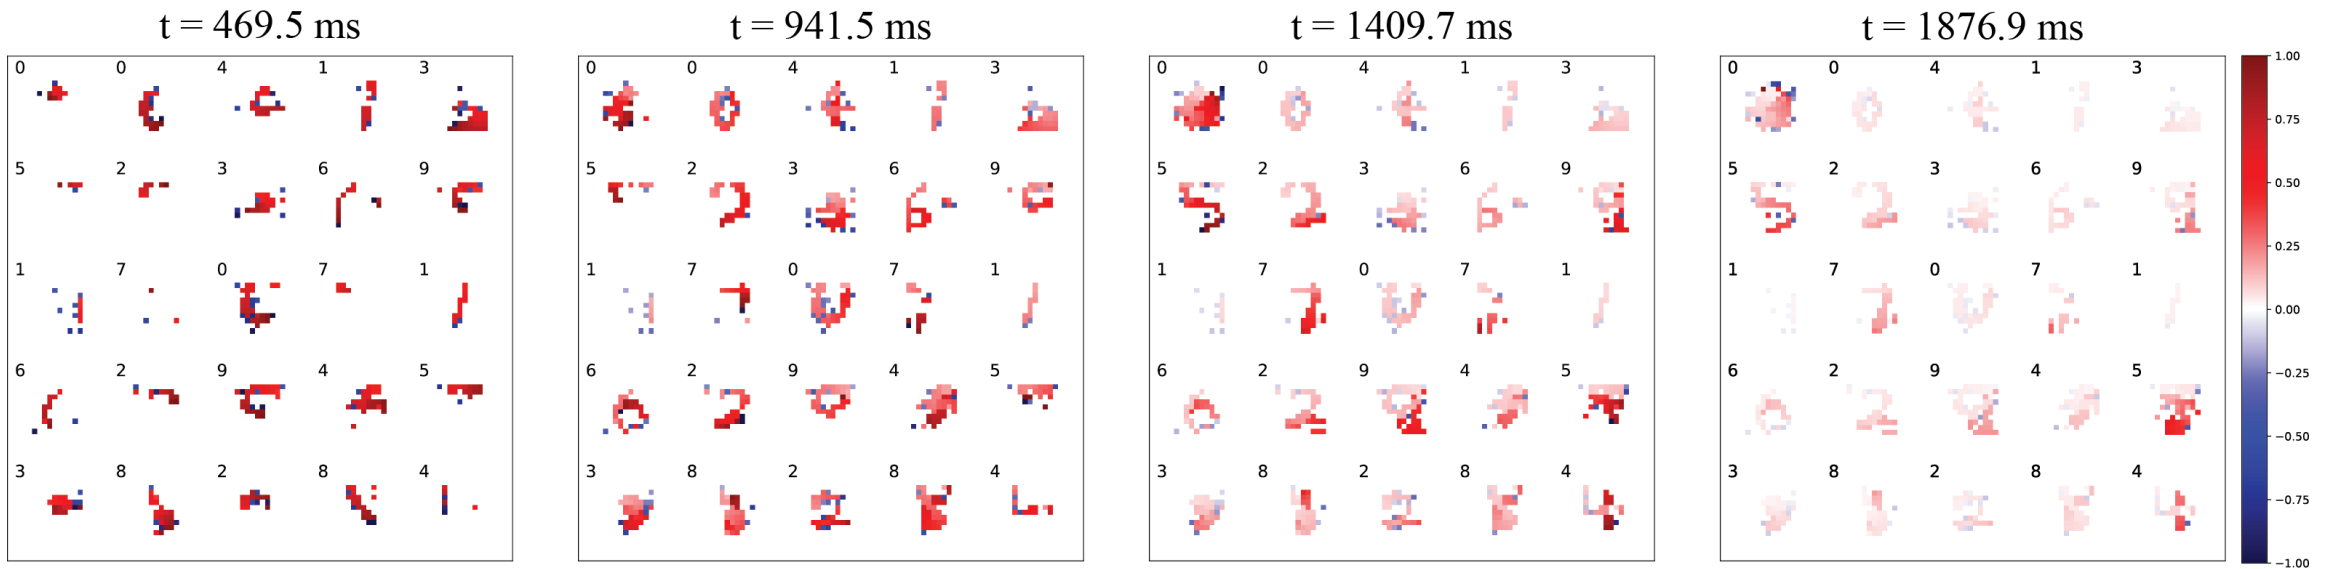 t = 469.5 ms t = 941.5 ms t = 1409.7 ms t = 1876.9 ms
0 0 4 1 3 0 0 4 1 3 0 0 4 1 3 0 0 4 1 3 1.00
0.75
5 2 3 6 9 5 2 3 6 9 5 2 3 6 9 5 2 3 6 9
0.50
0.25
1 7 0 7 1 1 7 0 7 1 1 7 0 7 1 1 7 0 7 1
0.00
6 2 9 4 5 6 2 9 4 5 6 2 9 4 5 6 2 9 4 5
−0.25
−0.50
3 8 2 8 4 3 8 2 8 4 3 8 2 8 4 3 8 2 8 4
−0.75
−1.00